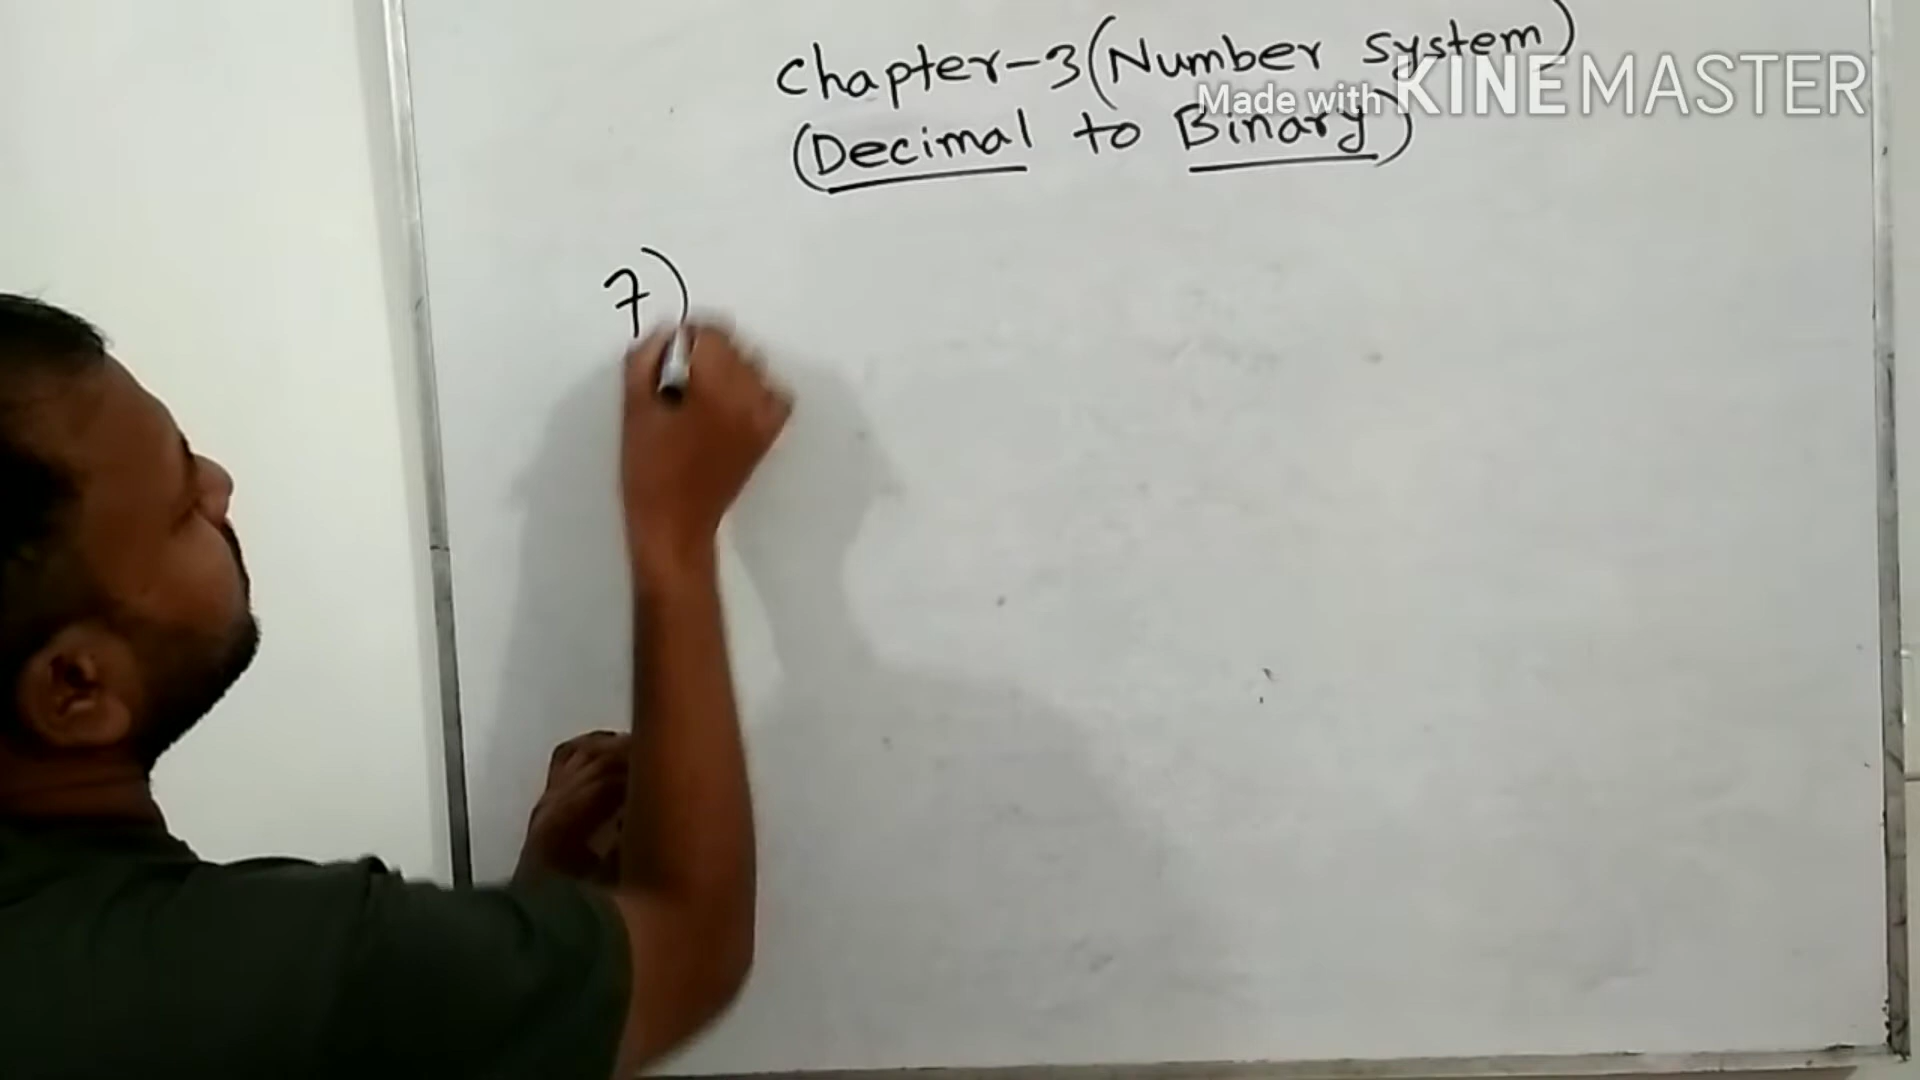 Chapter-3(Number System)
Made with KINEMASTER
(Decimal to Binary)
7)